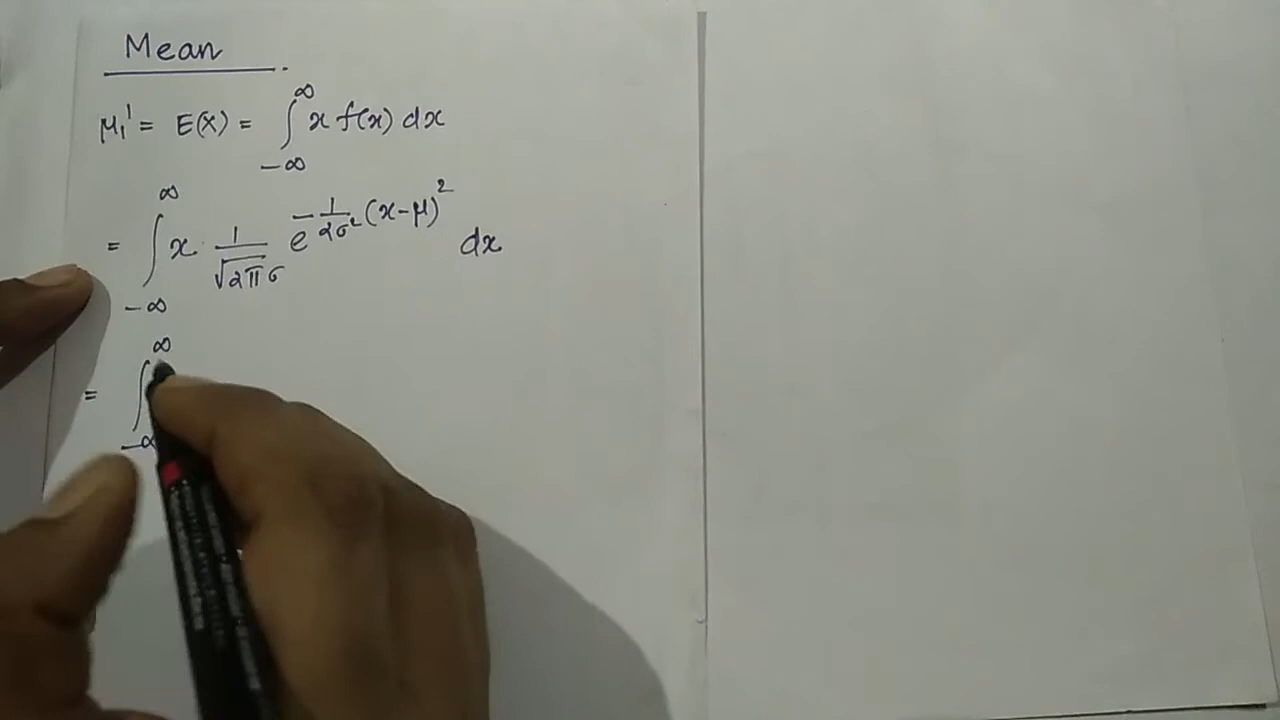 Mean
μ₁' = E(X) = ∫_{-∞}^{∞} x f(x) dx
= ∫_{-∞}^{∞} x · 1/(√2π σ) e^{-1/(2σ²) (x-μ)²} dx
= ∫_{-∞}^{∞}